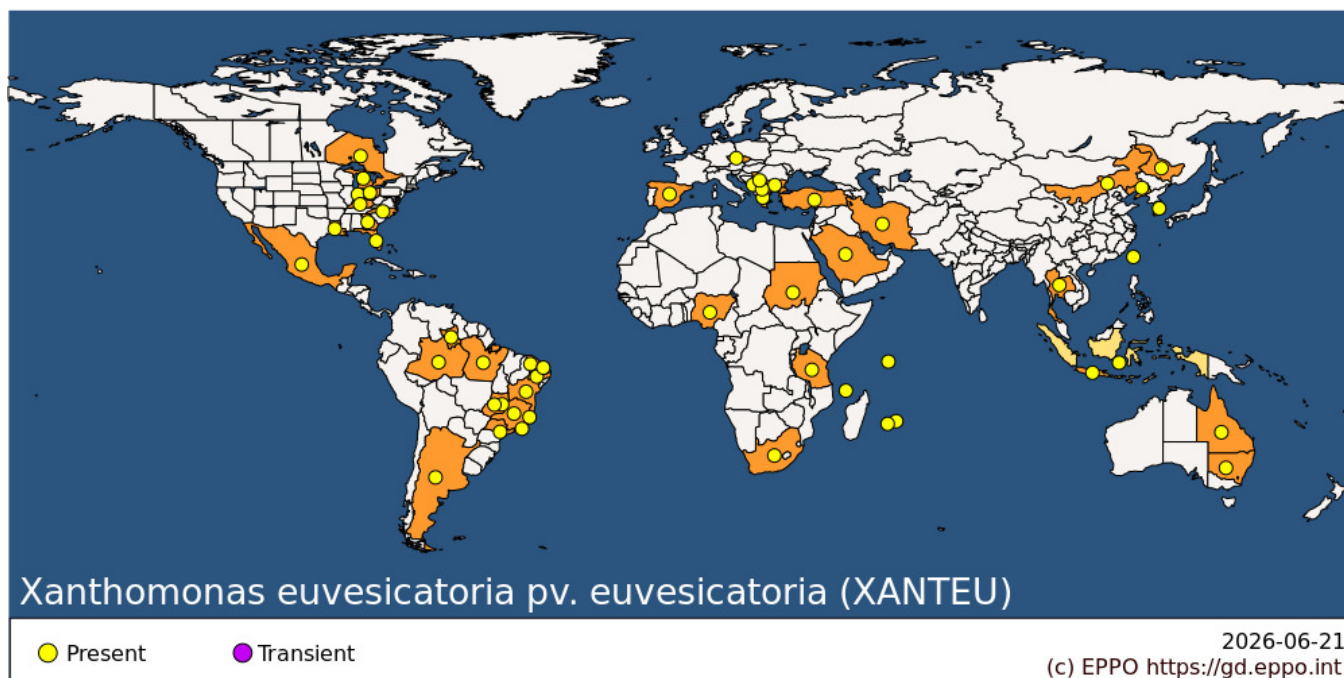 Xanthomonas euvesicatoria pv. euvesicatoria (XANTEU)
Present
Transient
2026-06-21
(c) EPPO https://gd.eppo.int